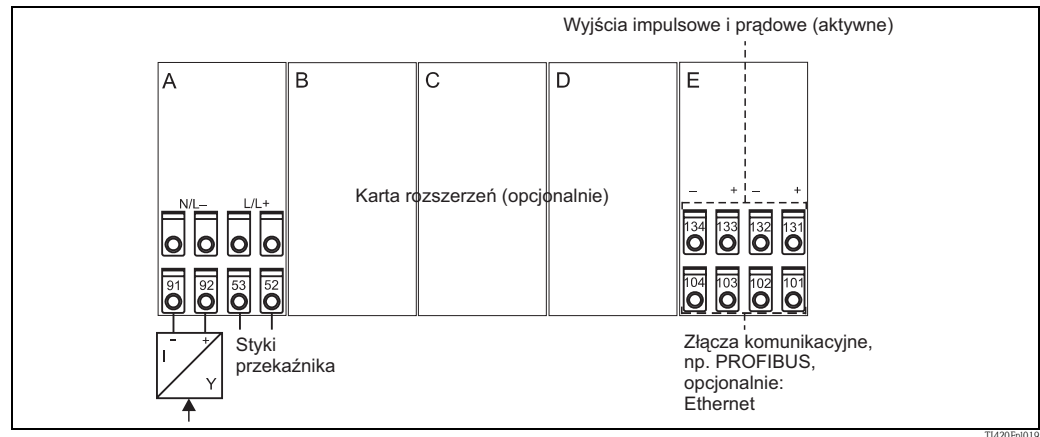 Wyjścia impulsowe i prądowe (aktywne)
A B C D E
Karta rozszerzeń (opcjonalnie)
N/L– L/L+
– + – +
134 133 132 131
91 92 53 52
104 103 102 101
- +
I
Y
Styki
przekaźnika
Złącza komunikacyjne,
np. PROFIBUS,
opcjonalnie:
Ethernet
TI420Fpl019